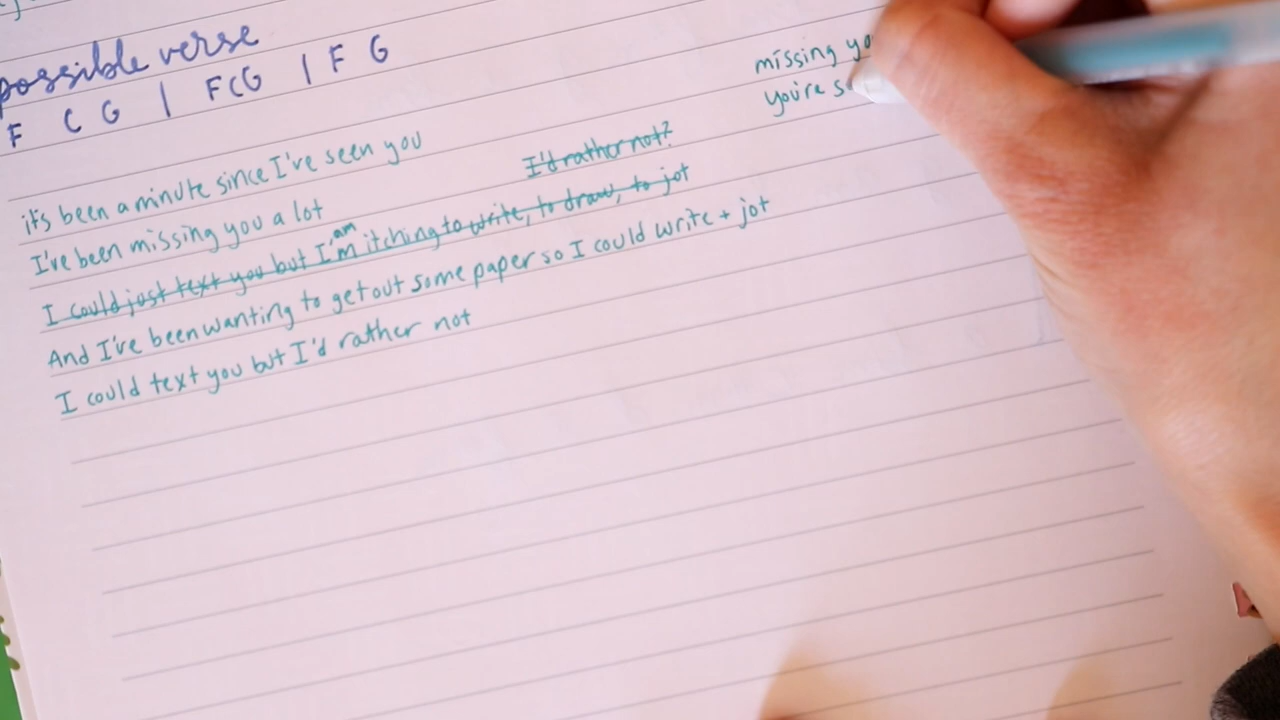 possible verse
F C G | F C G | F G
missing yo
you're s
it's been a minute since I've seen you
I'd rather not?
I've been missing you a lot
I could just text you but I'm am itching to write, to draw, to jot
And I've been wanting to get out some paper so I could write + jot
I could text you but I'd rather not